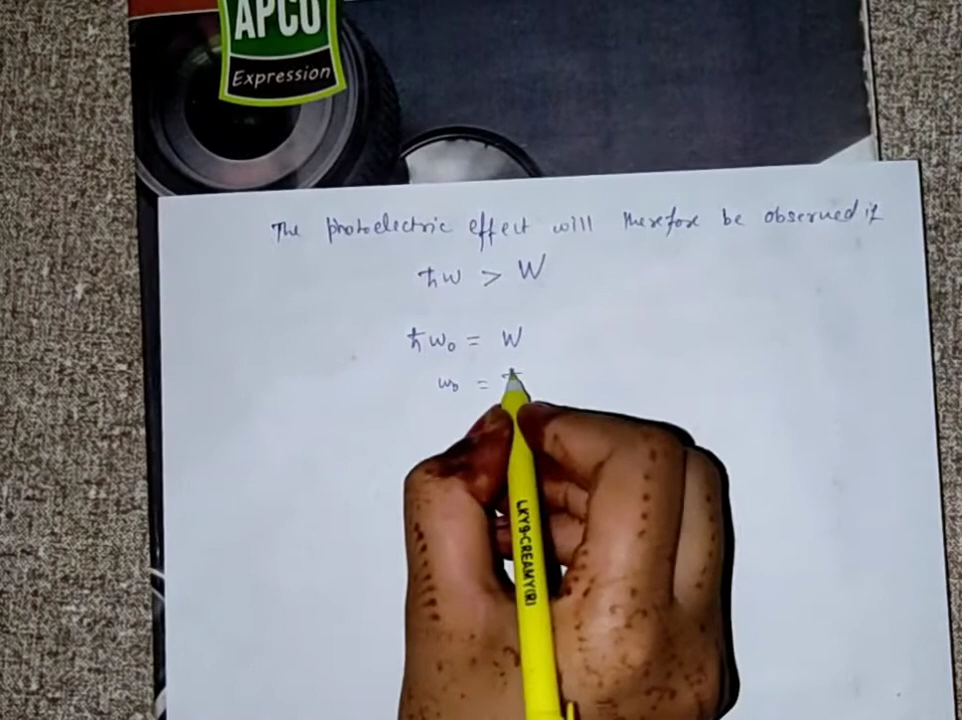 APCO
Expression
The photoelectric effect will therefore be observed if
ħω > W
ħω₀ = W
ω₀ =
LKY9-CREAMY(R)